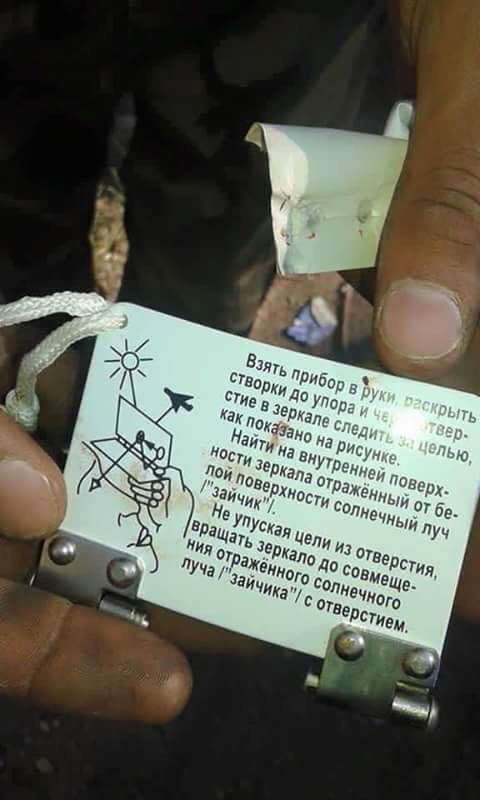 Взять прибор в руки, раскрыть
створки до упора и через отвер-
стие в зеркале следить за целью,
как показано на рисунке.
Найти на внутренней поверх-
ности зеркала отражённый от бе-
лой поверхности солнечный луч
/"зайчик"/.
Не упуская цели из отверстия,
вращать зеркало до совмеще-
ния отражённого солнечного
луча /"зайчика"/ с отверстием.